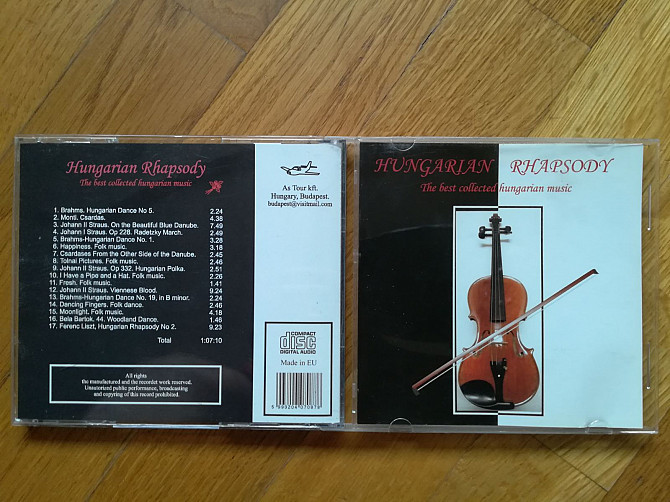 Hungarian Rhapsody
The best collected hungarian music
1. Brahms. Hungarian Dance No 5. 2.24
2. Monti. Csardas. 4.38
3. Johann II Straus. On the Beautiful Blue Danube. 7,49
4. Johann I Straus. Op 228. Radetzky March. 2.49
5. Brahms-Hungarian Dance No. 1. 3.28
6. Happiness. Folk music. 3.18
7. Csardases From the Other Side of the Danube. 2.45
8. Tolnai Pictures. Folk music. 2.46
9. Johann II Straus. Op 332. Hungarian Polka. 2.51
10. I Have a Pipe and a Hat. Folk music. 2.26
11. Fresh. Folk music. 1.41
12. Johann II Straus. Viennese Blood. 9.24
13. Brahms-Hungarian Dance No. 19, in B minor. 2.24
14. Dancing Fingers. Folk dance. 2.46
15. Moonlight. Folk music. 4.18
16. Bela Bartok. 44. Woodland Dance. 1.46
17. Ferenc Liszt, Hungarian Rhapsody No 2. 9.23
Total 1:07:10
All rights
the manufactured and the recordet work reserved.
Unautorized public performance, broadcasting
and copyring of this record prohibited.
As Tour kft.
Hungary, Budapest.
budapest@visitmail.com
COMPACT
disc
DIGITAL AUDIO
Made in EU
HUNGARIAN RHAPSODY
The best collected hungarian music